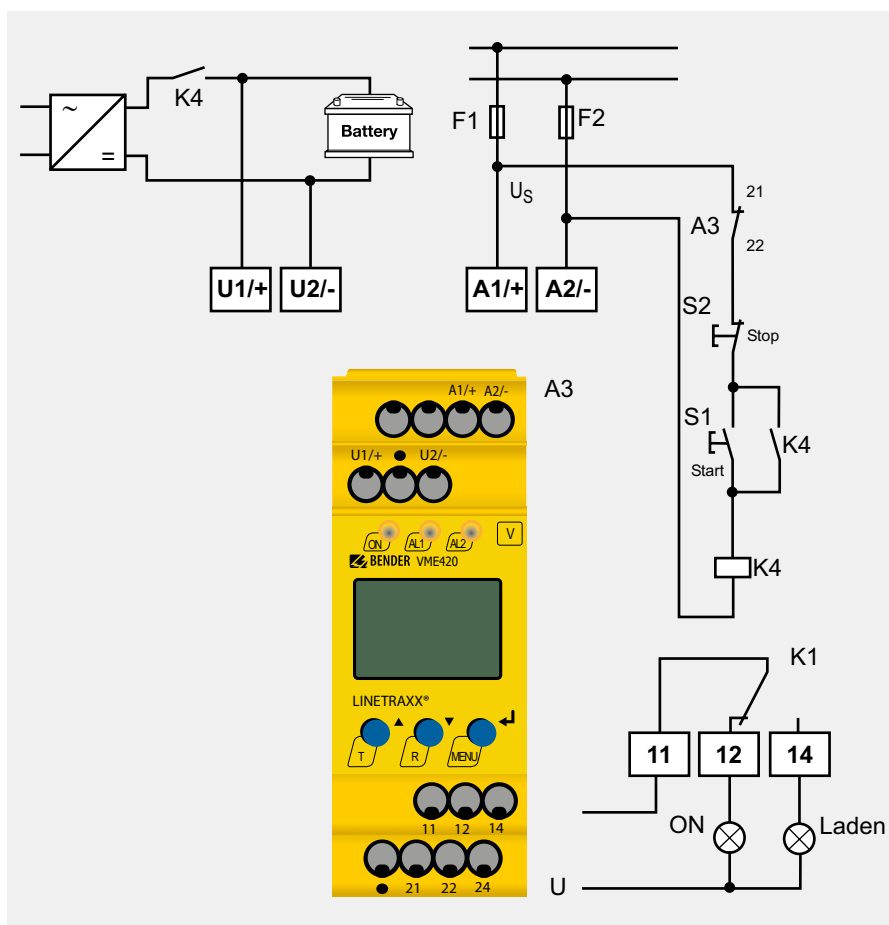 K4
~
=
Battery
U1/+ U2/-
F1 F2
US
A1/+ A2/-
A3
21
22
S2
Stop
S1
Start
K4
K4
A3
A1/+ A2/-
U1/+ U2/-
ON AL1 AL2 V
BENDER VME420
LINETRAXX®
T R MENU
11 12 14
21 22 24
K1
11 12 14
ON Laden
U